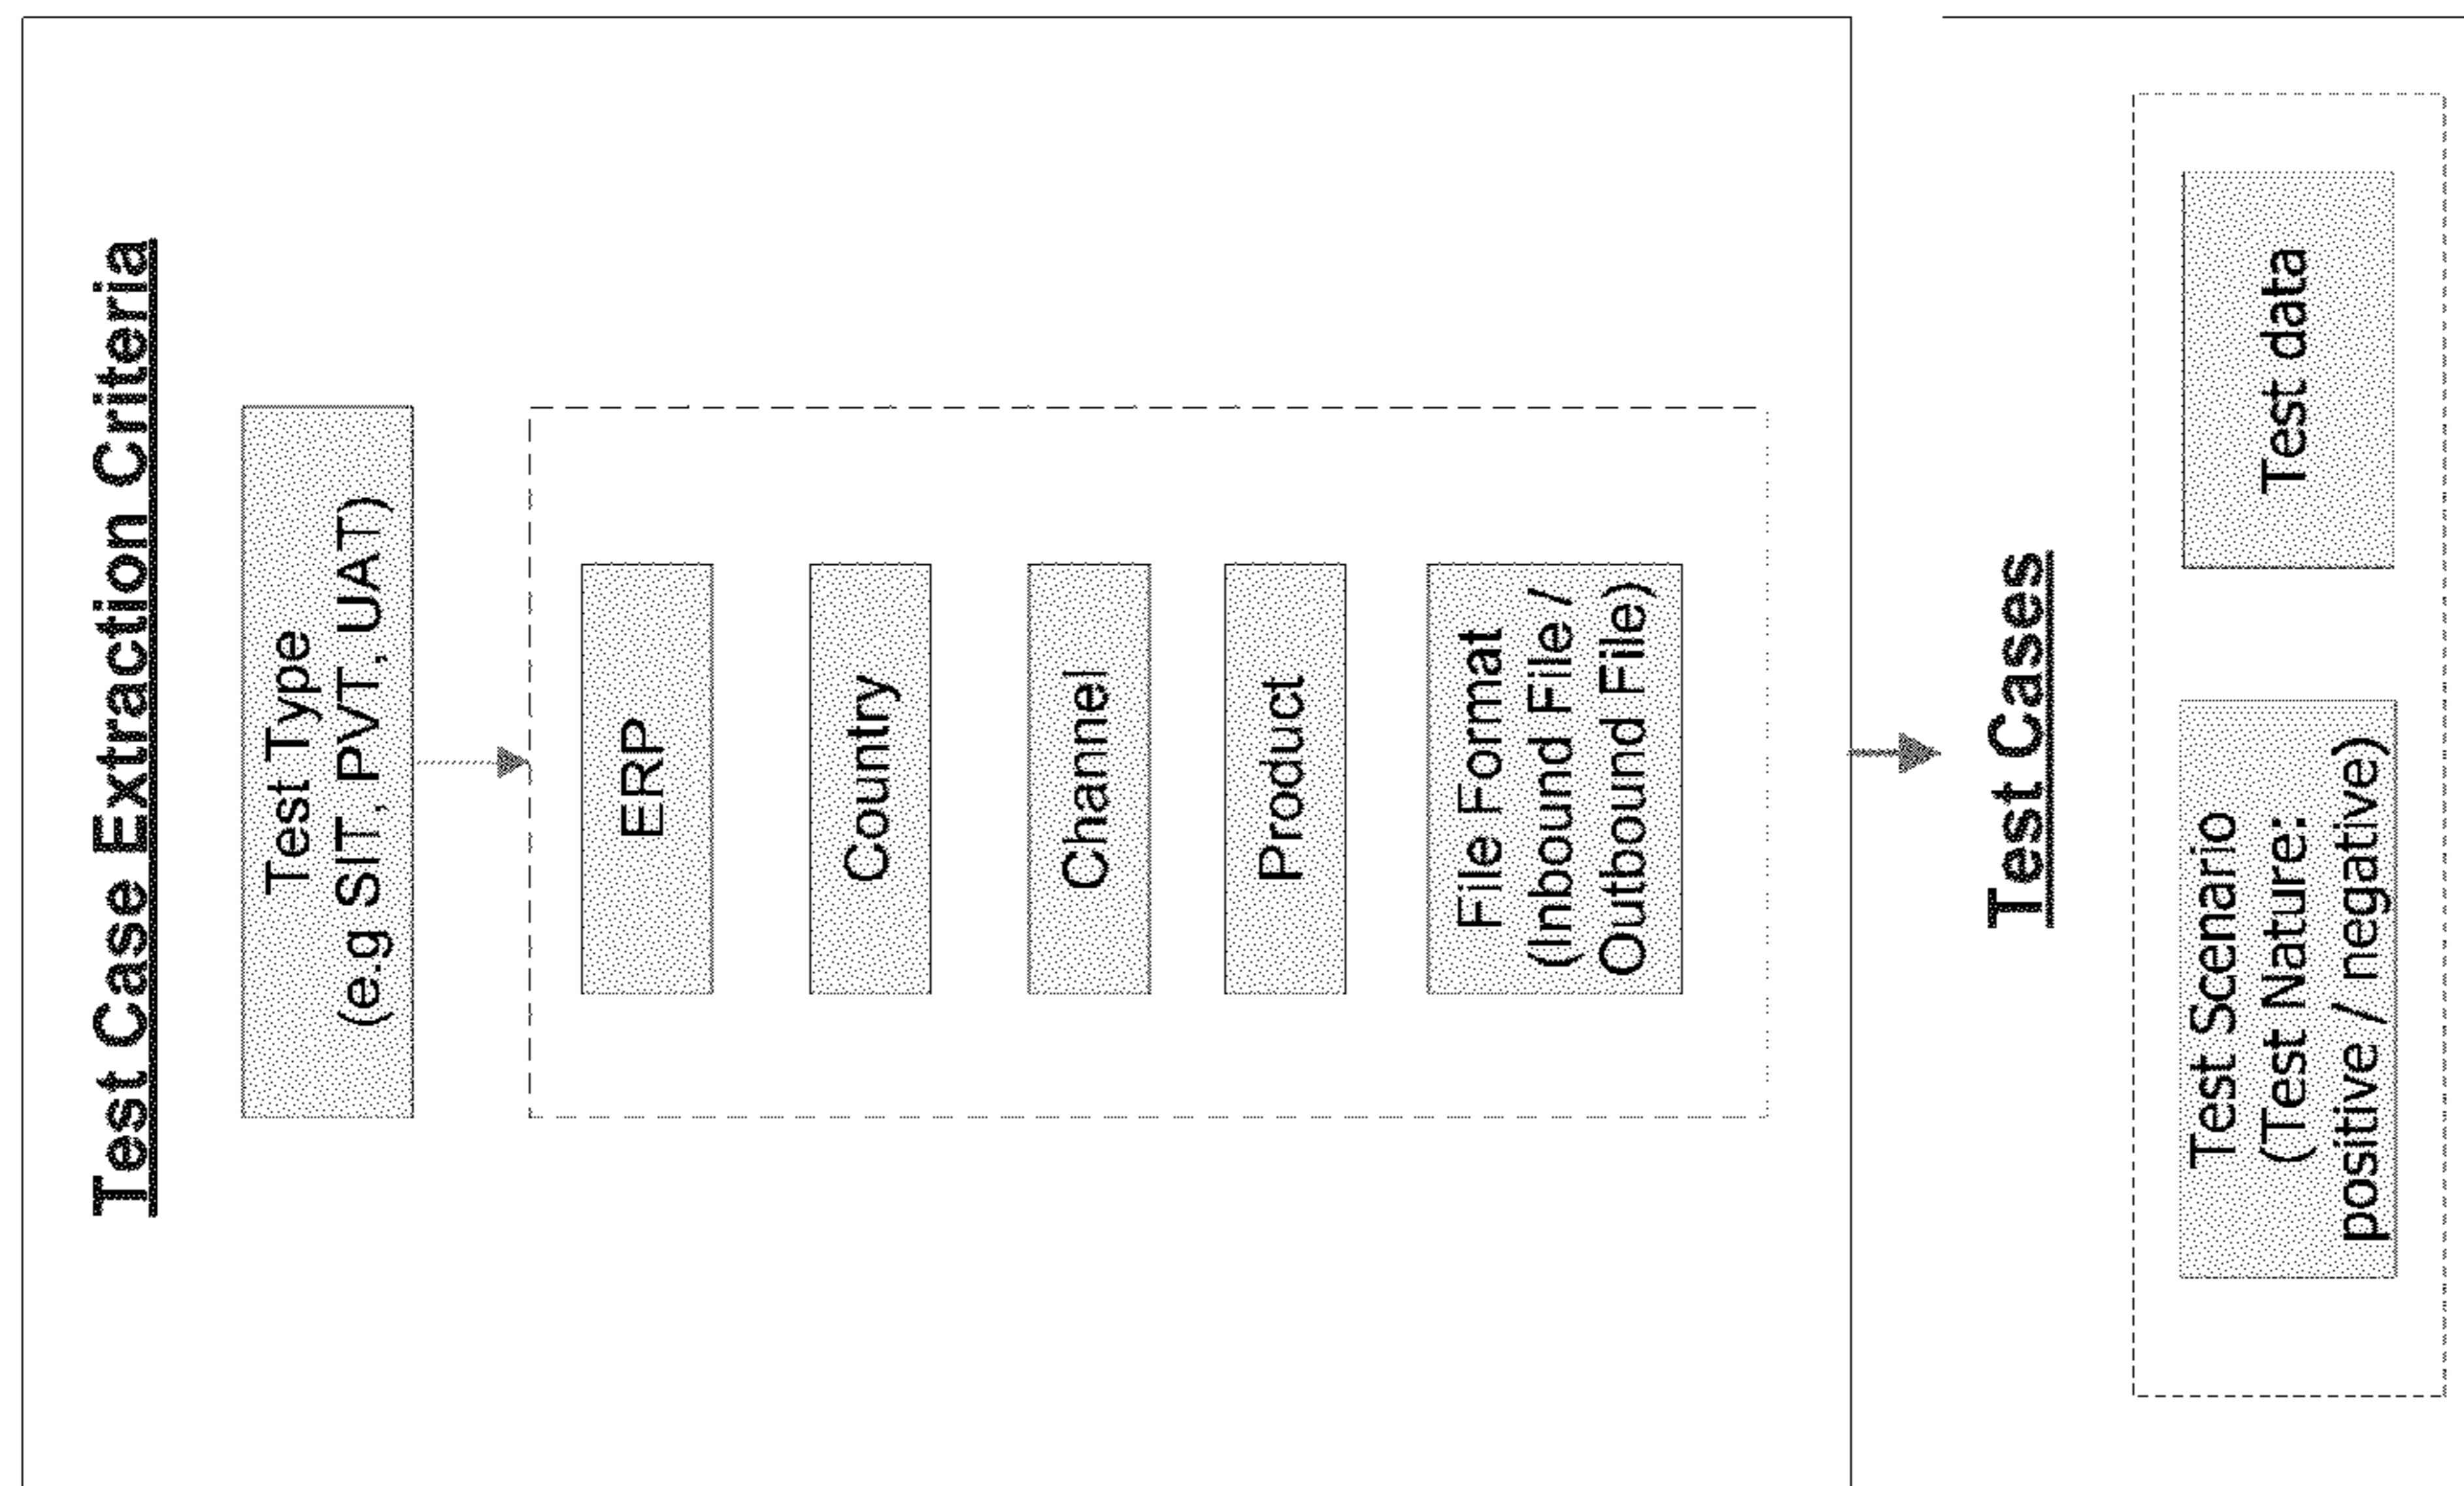 Test Case Extraction Criteria
Test Type
(e.g SIT, PVT, UAT)
ERP
Country
Channel
Product
File Format
(Inbound File /
Outbound File)
Test Cases
Test Scenario
(Test Nature:
positive / negative)
Test data